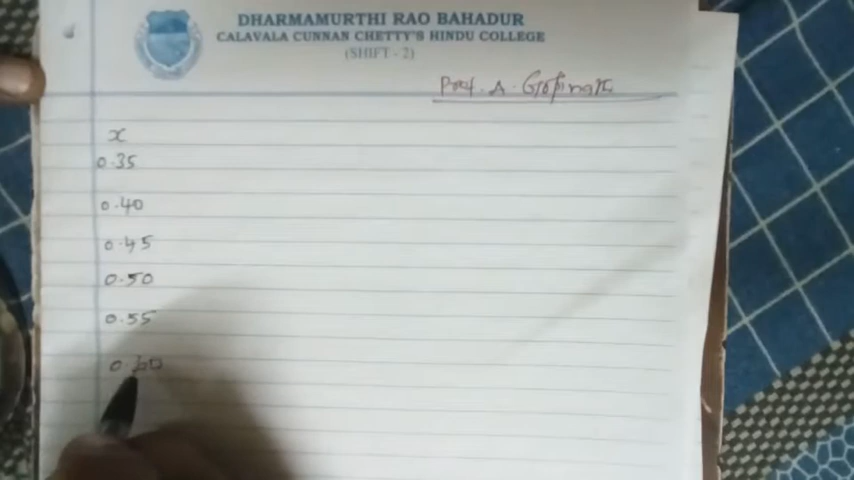 DHARMAMURTHI RAO BAHADUR
CALAVALA CUNNAN CHETTY'S HINDU COLLEGE
(SHIFT - 2)
Prof. A. Gopinath
x
0.35
0.40
0.45
0.50
0.55
0.60